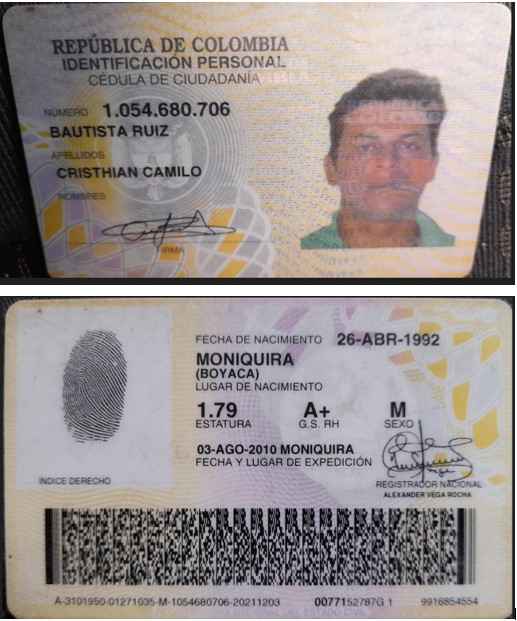 REPÚBLICA DE COLOMBIA
IDENTIFICACIÓN PERSONAL
CÉDULA DE CIUDADANÍA
NÚMERO 1.054.680.706
BAUTISTA RUIZ
APELLIDOS
CRISTHIAN CAMILO
NOMBRES
FIRMA
FECHA DE NACIMIENTO 26-ABR-1992
MONIQUIRA
(BOYACA)
LUGAR DE NACIMIENTO
1.79 A+ M
ESTATURA G.S. RH SEXO
03-AGO-2010 MONIQUIRA
FECHA Y LUGAR DE EXPEDICIÓN
INDICE DERECHO
REGISTRADOR NACIONAL
ALEXANDER VEGA ROCHA
A-3101950-01271035-M-1054680706-20211203 0077152787G 1 9916854554